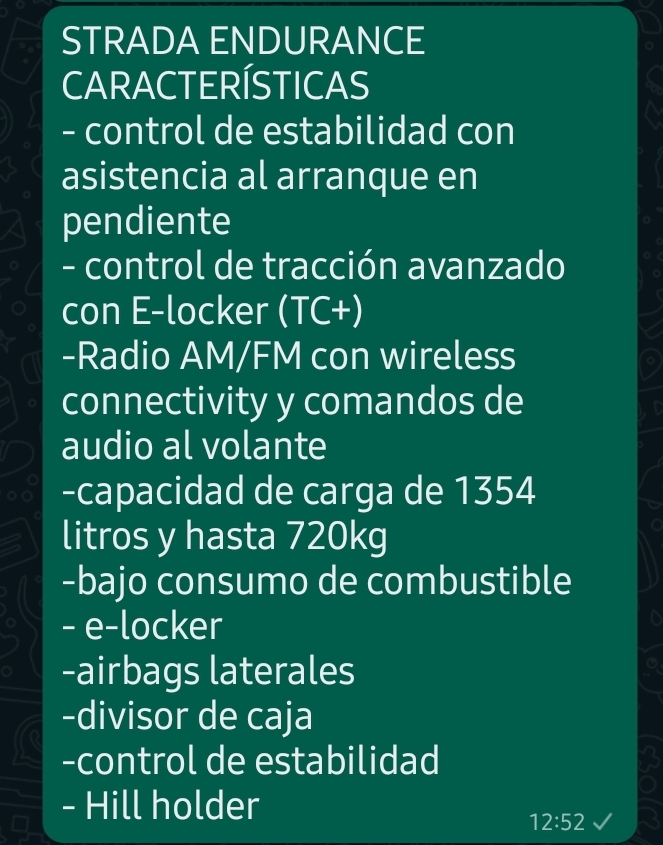 STRADA ENDURANCE
CARACTERÍSTICAS
- control de estabilidad con
asistencia al arranque en
pendiente
- control de tracción avanzado
con E-locker (TC+)
-Radio AM/FM con wireless
connectivity y comandos de
audio al volante
-capacidad de carga de 1354
litros y hasta 720kg
-bajo consumo de combustible
- e-locker
-airbags laterales
-divisor de caja
-control de estabilidad
- Hill holder
12:52